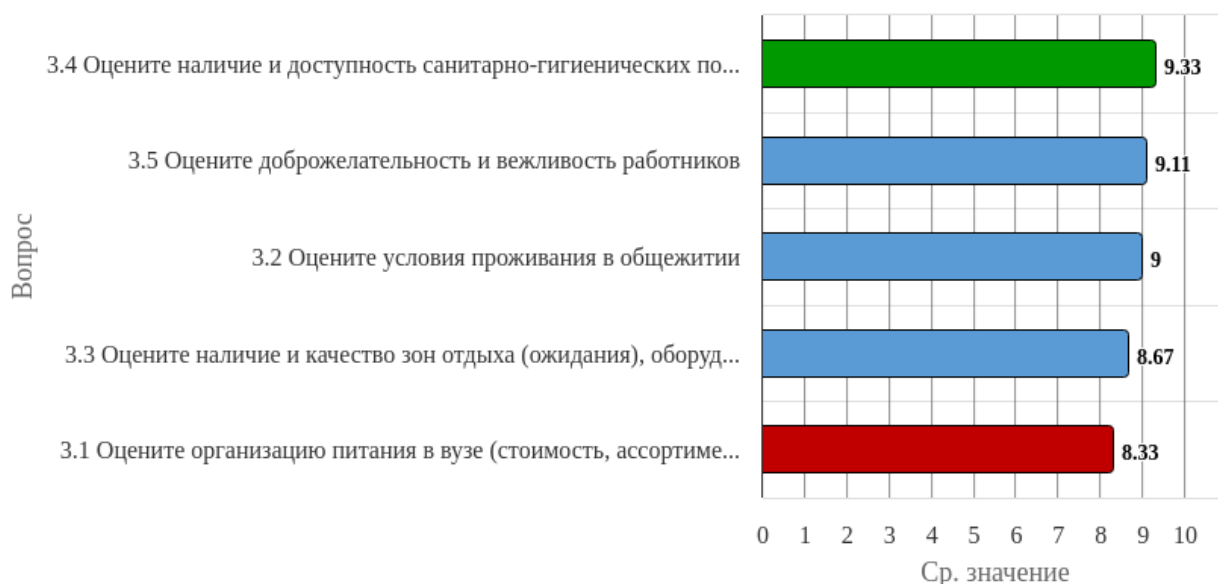 3.4 Оцените наличие и доступность санитарно-гигиенических по...
9.33
3.5 Оцените доброжелательность и вежливость работников
9.11
3.2 Оцените условия проживания в общежитии
9
3.3 Оцените наличие и качество зон отдыха (ожидания), оборуд...
8.67
3.1 Оцените организацию питания в вузе (стоимость, ассортиме...
8.33
Вопрос
0 1 2 3 4 5 6 7 8 9 10
Ср. значение